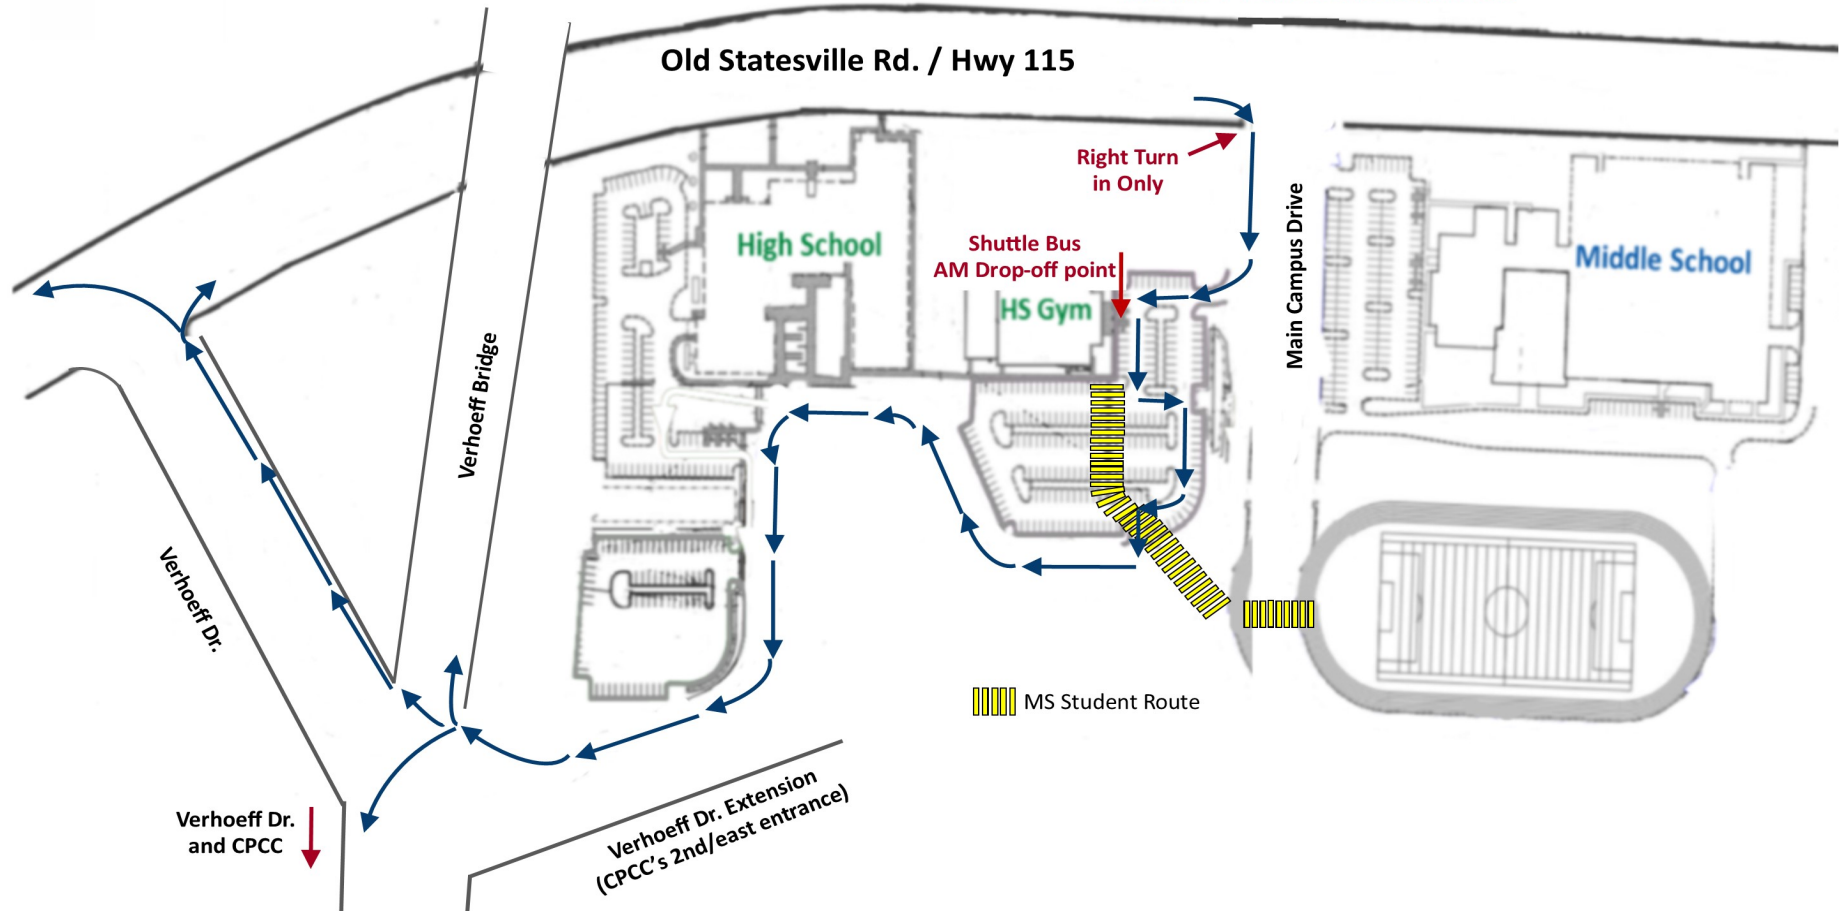 Old Statesville Rd. / Hwy 115
Right Turn
in Only
High School
Shuttle Bus
AM Drop-off point
HS Gym
Main Campus Drive
Middle School
Verhoeff Bridge
Verhoeff Dr.
MS Student Route
Verhoeff Dr.
and CPCC
Verhoeff Dr. Extension
(CPCC's 2nd/east entrance)